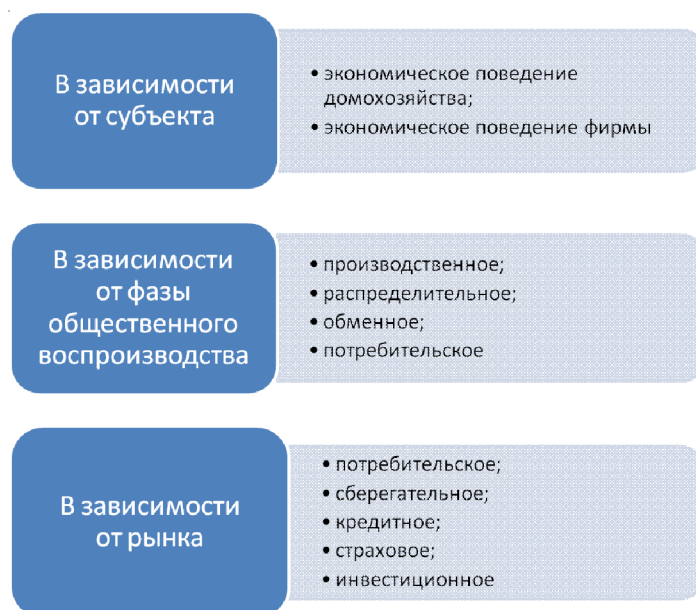 В зависимости
от субъекта
• экономическое поведение
домохозяйства;
• экономическое поведение фирмы
В зависимости
от фазы
общественного
воспроизводства
• производственное;
• распределительное;
• обменное;
• потребительское
В зависимости
от рынка
• потребительское;
• сберегательное;
• кредитное;
• страховое;
• инвестиционное